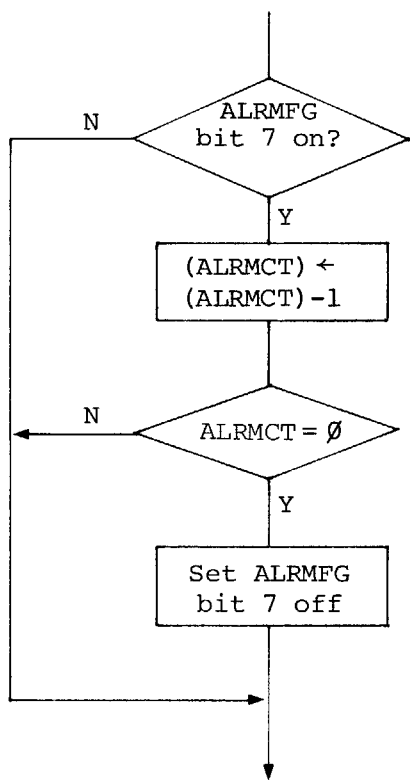 ALRMFG
bit 7 on?
N
Y
(ALRMCT) ←
(ALRMCT)-1
N
ALRMCT = Ø
Y
Set ALRMFG
bit 7 off